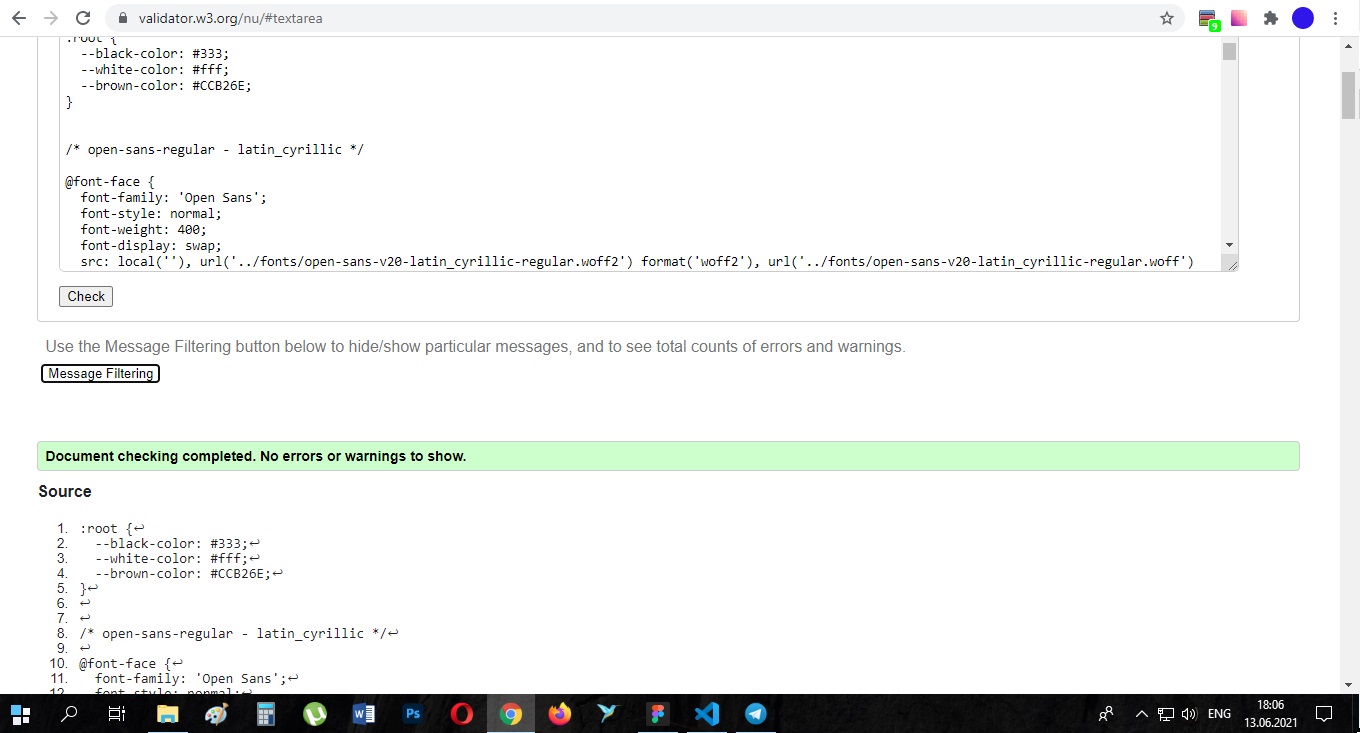 validator.w3.org/nu/#textarea
9
:root {
--black-color: #333;
--white-color: #fff;
--brown-color: #CCB26E;
}
/* open-sans-regular - latin_cyrillic */
@font-face {
font-family: 'Open Sans';
font-style: normal;
font-weight: 400;
font-display: swap;
src: local(''), url('../fonts/open-sans-v20-latin_cyrillic-regular.woff2') format('woff2'), url('../fonts/open-sans-v20-latin_cyrillic-regular.woff')
Check
Use the Message Filtering button below to hide/show particular messages, and to see total counts of errors and warnings.
Message Filtering
Document checking completed. No errors or warnings to show.
Source
1. :root {↩
2. --black-color: #333;↩
3. --white-color: #fff;↩
4. --brown-color: #CCB26E;↩
5. }↩
6. ↩
7. ↩
8. /* open-sans-regular - latin_cyrillic */↩
9. ↩
10. @font-face {↩
11. font-family: 'Open Sans';↩
12. font-style: normal;↩
W
Ps
ENG
18:06
13.06.2021